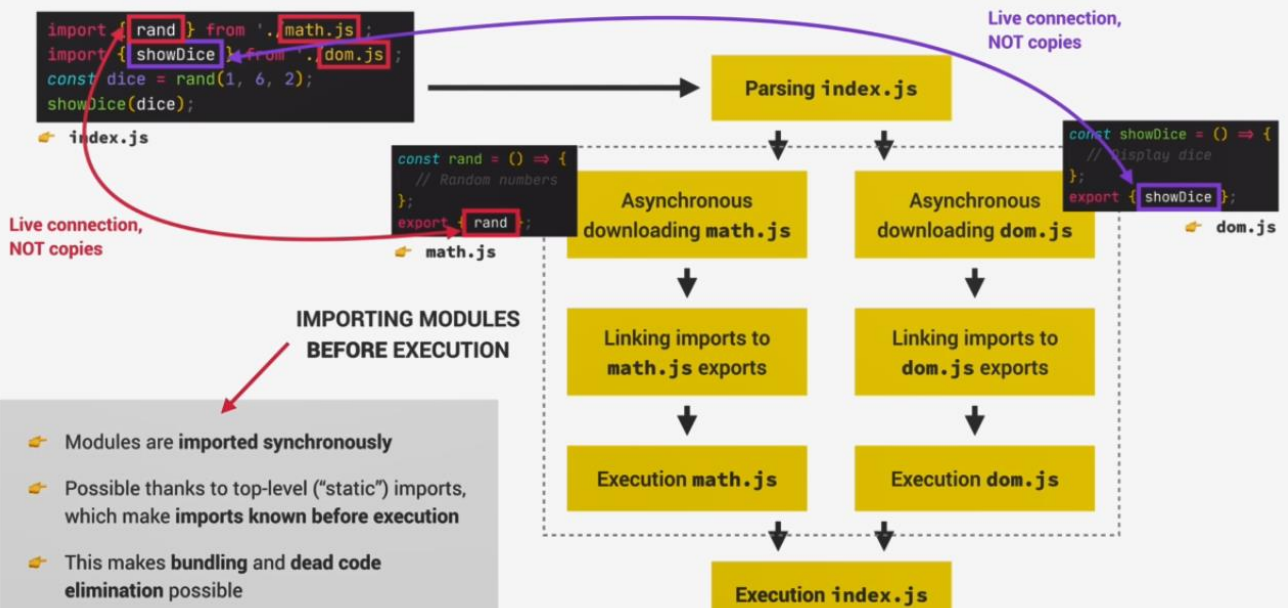 import { rand } from './math.js';
import { showDice } from './dom.js';
const dice = rand(1, 6, 2);
showDice(dice);
👉 index.js
Live connection,
NOT copies
Parsing index.js
const rand = () ⇒ {
// Random numbers
};
export { rand };
👉 math.js
const showDice = () ⇒ {
// Display dice
};
export { showDice };
👉 dom.js
Live connection,
NOT copies
Asynchronous
downloading math.js
Asynchronous
downloading dom.js
Linking imports to
math.js exports
Linking imports to
dom.js exports
Execution math.js
Execution dom.js
Execution index.js
IMPORTING MODULES
BEFORE EXECUTION
👉 Modules are imported synchronously
👉 Possible thanks to top-level (“static”) imports,
which make imports known before execution
👉 This makes bundling and dead code
elimination possible